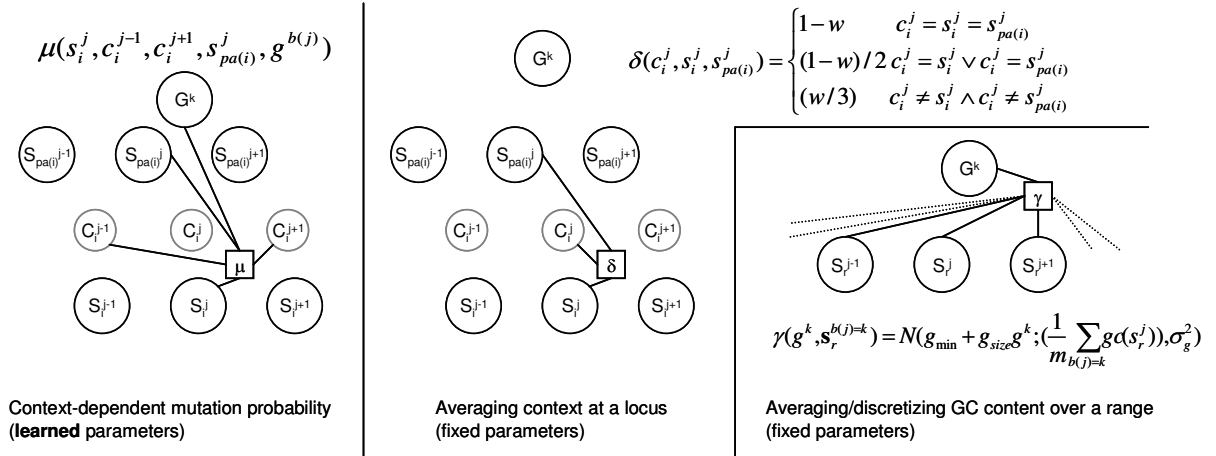 μ(s_i^j, c_i^{j-1}, c_i^{j+1}, s_{pa(i)}^j, g^{b(j)})
G^k
S_{pa(i)}^{j-1} S_{pa(i)}^j S_{pa(i)}^{j+1}
C_i^{j-1} C_i^j C_i^{j+1}
μ
S_i^{j-1} S_i^j S_i^{j+1}
Context-dependent mutation probability
(learned parameters)
G^k
S_{pa(i)}^{j-1} S_{pa(i)}^j S_{pa(i)}^{j+1}
C_i^{j-1} C_i^j C_i^{j+1}
δ
S_i^{j-1} S_i^j S_i^{j+1}
Averaging context at a locus
(fixed parameters)
δ(c_i^j, s_i^j, s_{pa(i)}^j) = {
1−w c_i^j = s_i^j = s_{pa(i)}^j
(1−w)/2 c_i^j = s_i^j ∨ c_i^j = s_{pa(i)}^j
(w/3) c_i^j ≠ s_i^j ∧ c_i^j ≠ s_{pa(i)}^j
G^k
γ
S_r^{j-1} S_r^j S_r^{j+1}
γ(g^k, s_r^{b(j)=k}) = N(g_min + g_size g^k; (1/m ∑_{b(j)=k} gc(s_r^j)), σ_g^2)
Averaging/discretizing GC content over a range
(fixed parameters)